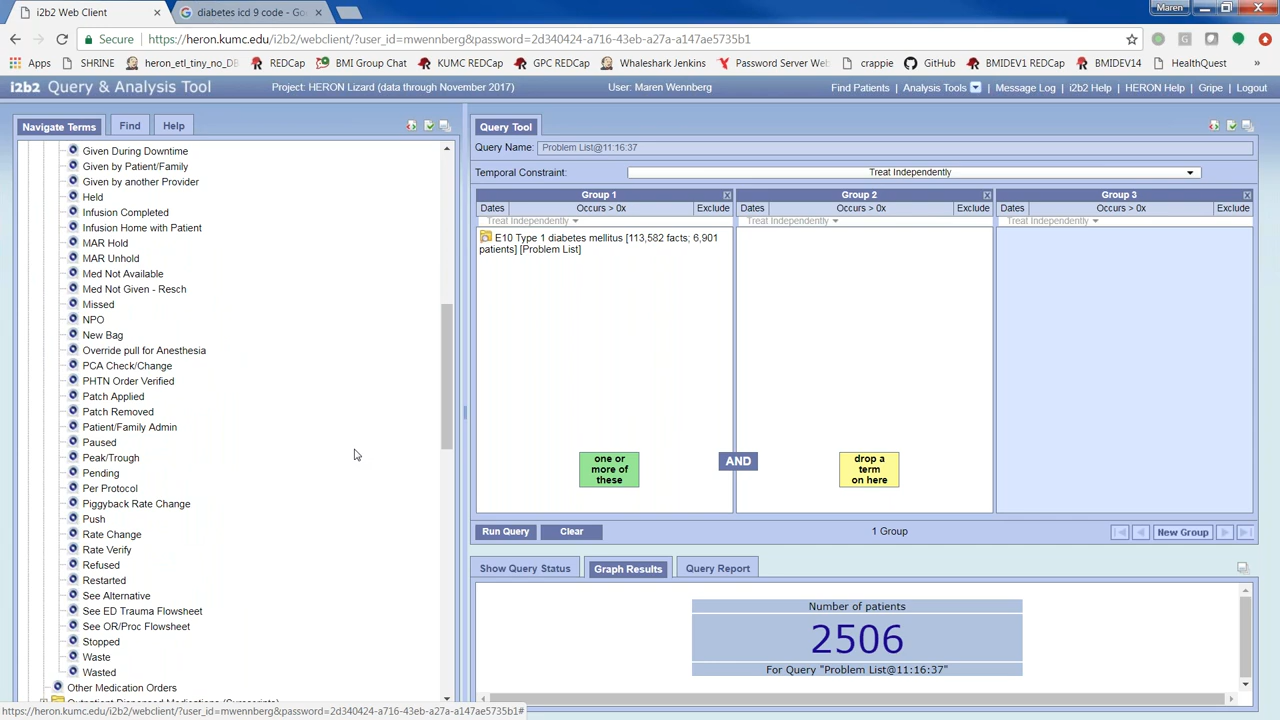 i2b2 Web Client
diabetes icd 9 code - Go
Maren
Secure
https://heron.kumc.edu/i2b2/webclient/?user_id=mwennberg&password=2d340424-a716-43eb-a27a-a147ae5735b1
Apps
SHRINE
heron_etl_tiny_no_DB
REDCap
BMI Group Chat
KUMC REDCap
GPC REDCap
Whaleshark Jenkins
Password Server Web
crappie
GitHub
BMIDEV1 REDCap
BMIDEV14
HealthQuest
»
i2b2 Query & Analysis Tool
Project: HERON Lizard (data through November 2017)
User: Maren Wennberg
Find Patients | Analysis Tools | Message Log | i2b2 Help | HERON Help | Gripe | Logout
Navigate Terms
Find
Help
Given During Downtime
Given by Patient/Family
Given by another Provider
Held
Infusion Completed
Infusion Home with Patient
MAR Hold
MAR Unhold
Med Not Available
Med Not Given - Resch
Missed
NPO
New Bag
Override pull for Anesthesia
PCA Check/Change
PHTN Order Verified
Patch Applied
Patch Removed
Patient/Family Admin
Paused
Peak/Trough
Pending
Per Protocol
Piggyback Rate Change
Push
Rate Change
Rate Verify
Refused
Restarted
See Alternative
See ED Trauma Flowsheet
See OR/Proc Flowsheet
Stopped
Waste
Wasted
Other Medication Orders
https://heron.kumc.edu/i2b2/webclient/?user_id=mwennberg&password=2d340424-a716-43eb-a27a-a147ae5735b1#
Query Tool
Query Name:
Problem List@11:16:37
Temporal Constraint:
Treat Independently
Group 1
Group 2
Group 3
Dates
Occurs > 0x
Exclude
Dates
Occurs > 0x
Exclude
Dates
Occurs > 0x
Exclude
Treat Independently
Treat Independently
Treat Independently
E10 Type 1 diabetes mellitus [113,582 facts; 6,901
patients] [Problem List]
one or
more of
these
AND
drop a
term
on here
Run Query
Clear
1 Group
New Group
Show Query Status
Graph Results
Query Report
Number of patients
2506
For Query "Problem List@11:16:37"